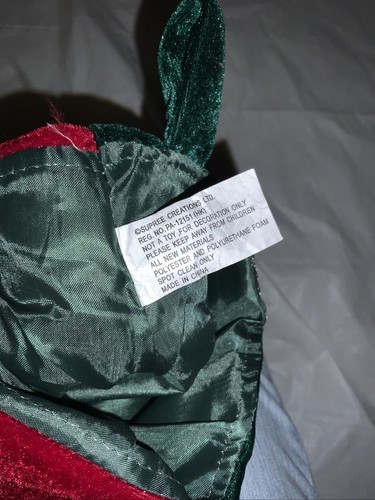 ©SUPREE CREATIONS LTD.
REG. NO. PA-12151 (HK)
NOT A TOY, FOR DECORATION ONLY
PLEASE KEEP AWAY FROM CHILDREN
ALL NEW MATERIALS
POLYESTER AND POLYURETHANE FOAM
SPOT CLEAN ONLY
MADE IN CHINA